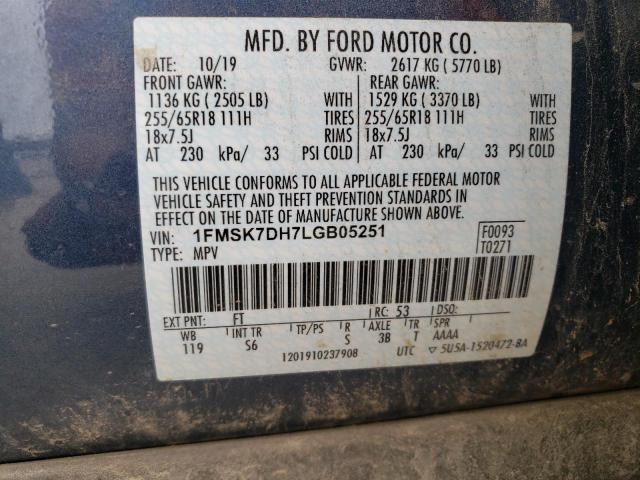 MFD. BY FORD MOTOR CO.
DATE: 10/19 GVWR: 2617 KG ( 5770 LB)
FRONT GAWR: REAR GAWR:
1136 KG ( 2505 LB) WITH 1529 KG ( 3370 LB) WITH
255/65R18 111H TIRES 255/65R18 111H TIRES
18x7.5J RIMS 18x7.5J RIMS
AT 230 kPa/ 33 PSI COLD AT 230 kPa/ 33 PSI COLD
THIS VEHICLE CONFORMS TO ALL APPLICABLE FEDERAL MOTOR
VEHICLE SAFETY AND THEFT PREVENTION STANDARDS IN
EFFECT ON THE DATE OF MANUFACTURE SHOWN ABOVE.
VIN: 1FMSK7DH7LGB05251 F0093
TYPE: MPV T0271
EXT PNT: FT RC: 53 DSO:
WB INT TR TP/PS R AXLE TR SPR
119 S6 S 3B T AAAA
1201910237908 UTC ▽ 5U5A-1520472-BA